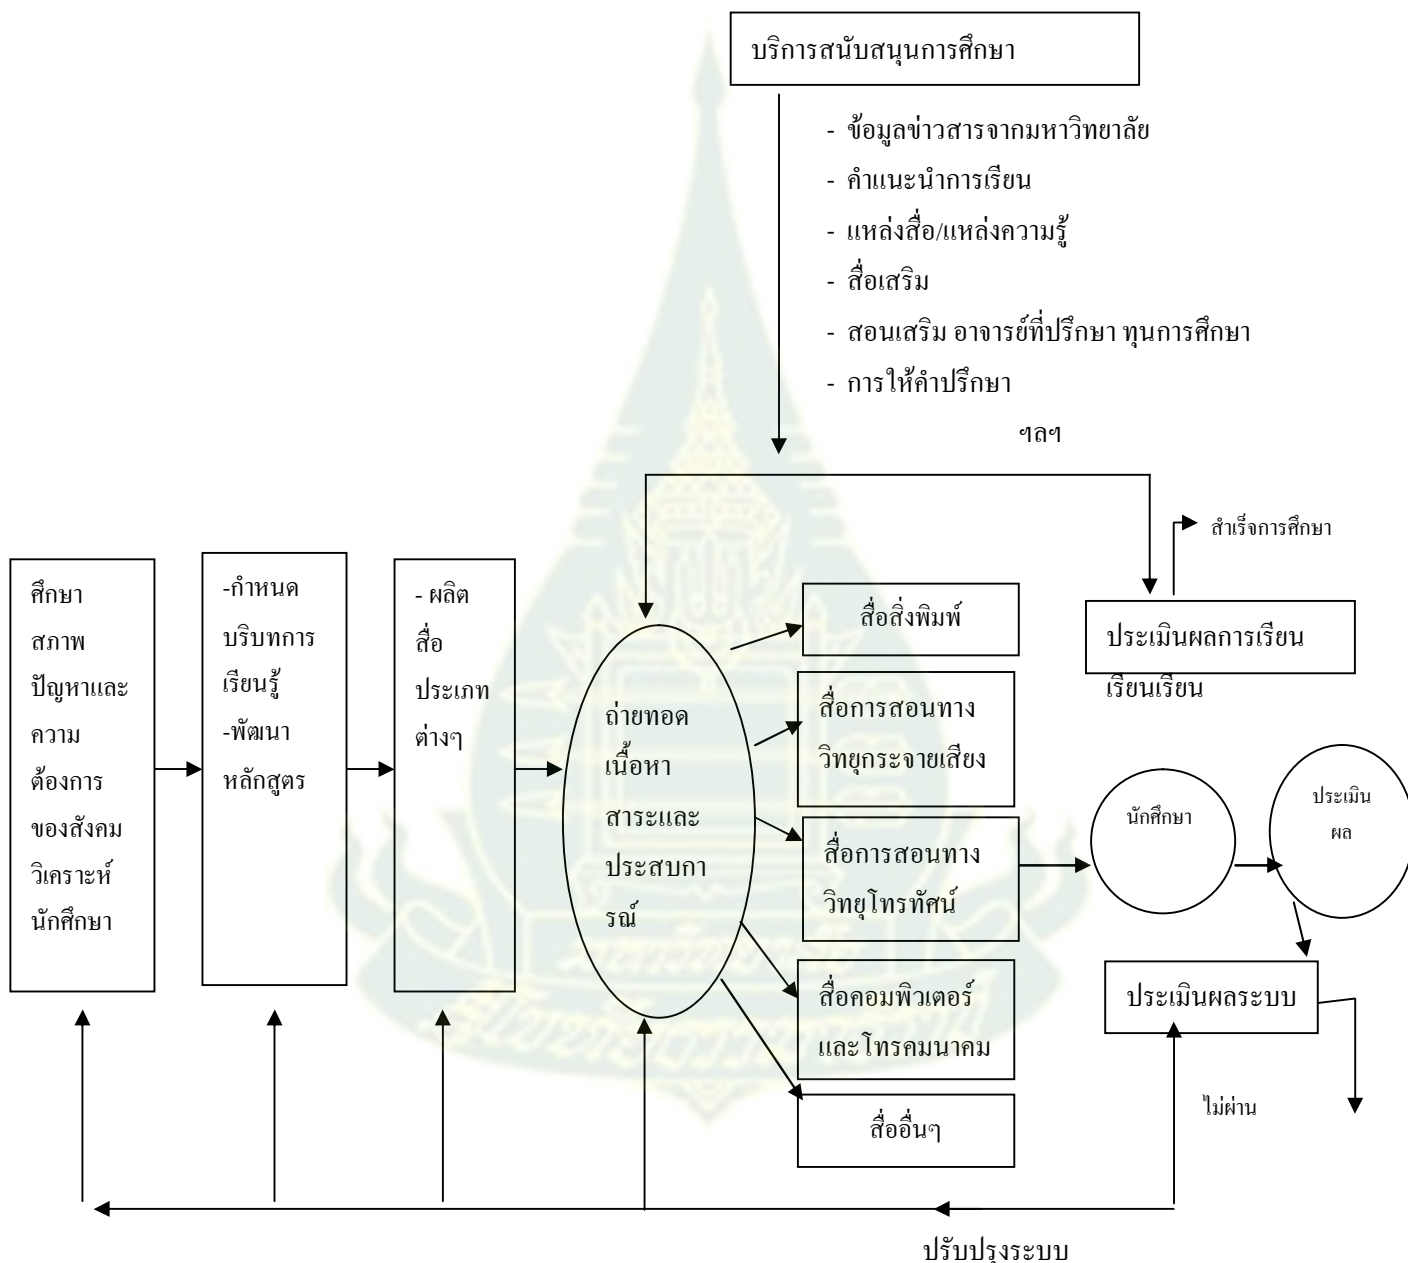 บริการสนับสนุนการศึกษา
- ข้อมูลข่าวสารจากมหาวิทยาลัย
- คำแนะนำการเรียน
- แหล่งสื่อ/แหล่งความรู้
- สื่อเสริม
- สอนเสริม อาจารย์ที่ปรึกษา ทุนการศึกษา
- การให้คำปรึกษา
ฯลฯ
สำเร็จการศึกษา
ศึกษา
สภาพ
ปัญหาและ
ความ
ต้องการ
ของสังคม
วิเคราะห์
นักศึกษา
-กำหนด
บริบทการ
เรียนรู้
-พัฒนา
หลักสูตร
- ผลิต
สื่อ
ประเภท
ต่างๆ
ถ่ายทอด
เนื้อหา
สาระและ
ประสบกา
รณ์
สื่อสิ่งพิมพ์
สื่อการสอนทาง
วิทยุกระจายเสียง
สื่อการสอนทาง
วิทยุโทรทัศน์
สื่อคอมพิวเตอร์
และโทรคมนาคม
สื่ออื่นๆ
ประเมินผลการเรียน
เรียนเรียน
นักศึกษา
ประเมิน
ผล
ประเมินผลระบบ
ไม่ผ่าน
ปรับปรุงระบบ